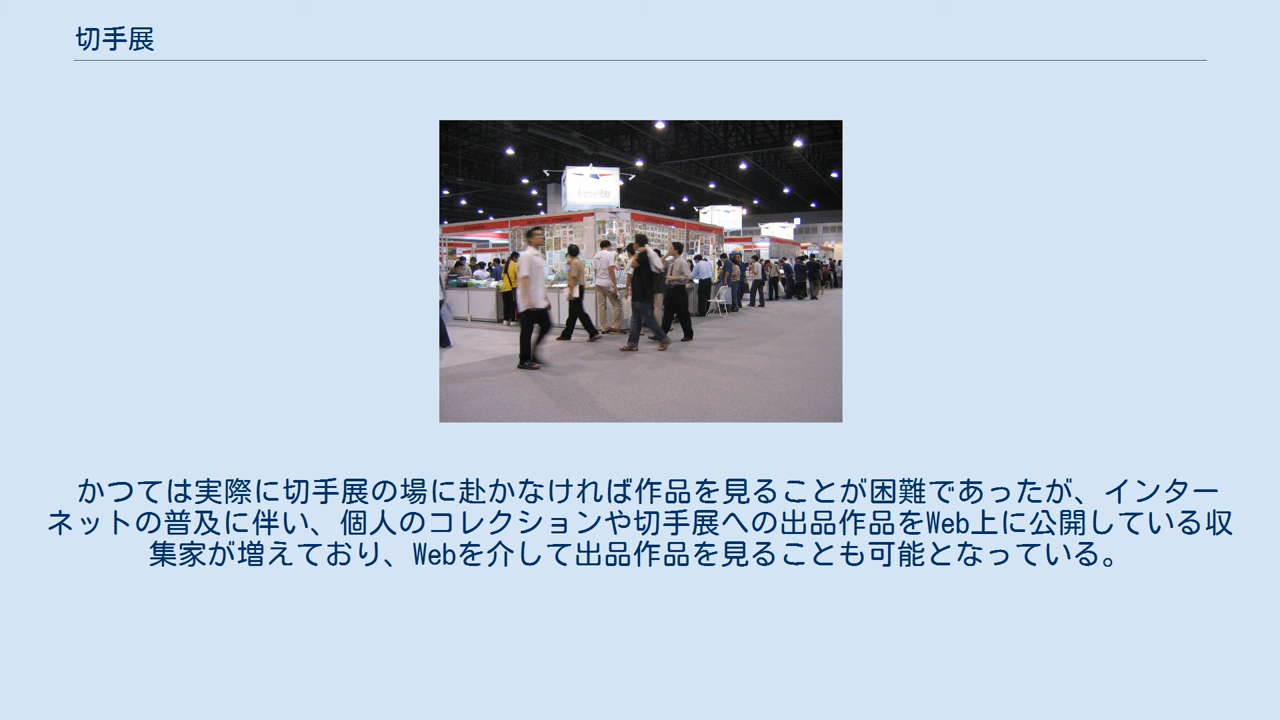 切手展
かつては実際に切手展の場に赴かなければ作品を見ることが困難であったが、インター
ネットの普及に伴い、個人のコレクションや切手展への出品作品をWeb上に公開している収
集家が増えており、Webを介して出品作品を見ることも可能となっている。